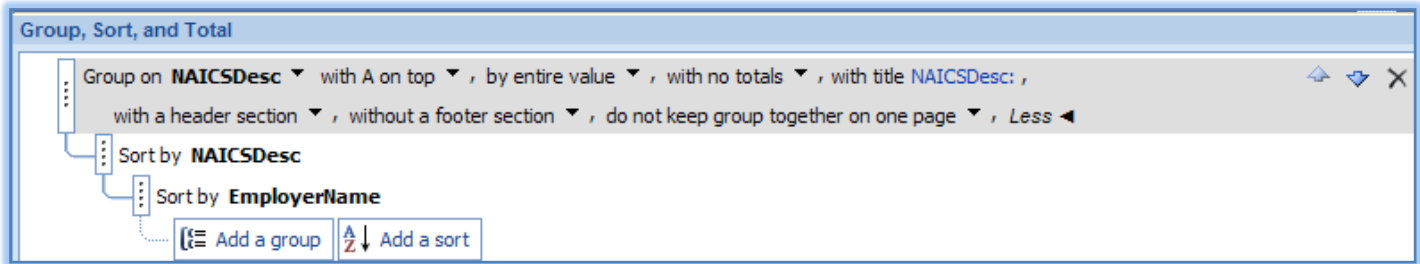 Group, Sort, and Total
Group on NAICSDesc ▼ with A on top ▼ , by entire value ▼ , with no totals ▼ , with title NAICSDesc: ,
with a header section ▼ , without a footer section ▼ , do not keep group together on one page ▼ , Less ◄
Sort by NAICSDesc
Sort by EmployerName
Add a group A Z Add a sort